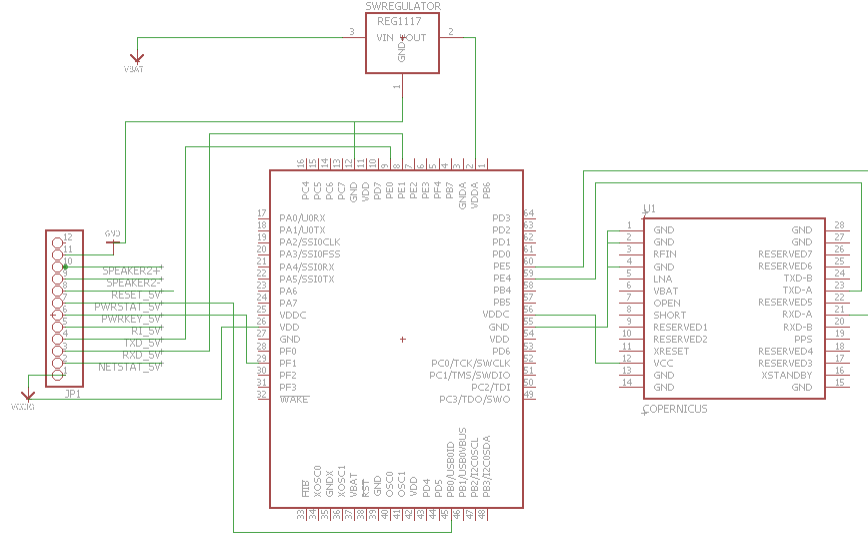 SWREGULATOR
REG1117
3 VIN VOUT 2
GND
1
VBAT
16 15 14 13 12 11 10 9 8 7 6 5 4 3 2 1
PC4 PC5 PC6 PC7 GND VDD PD7 PE0 PE1 PE2 PE3 PF4 PB7 GNDA VDDA PB6
17 PA0/U0RX
18 PA1/U0TX
19 PA2/SSI0CLK
20 PA3/SSI0FSS
21 PA4/SSI0RX
22 PA5/SSI0TX
23 PA6
24 PA7
25 VDDC
26 VDD
27 GND
28 PF0
29 PF1
30 PF2
31 PF3
32 WAKE
PD3 64
PD2 63
PD1 62
PD0 61
PE5 60
PE4 59
PB4 58
PB5 57
VDDC 56
GND 55
VDD 54
PD6 53
PC0/TCK/SWCLK 52
PC1/TMS/SWDIO 51
PC2/TDI 50
PC3/TDO/SWO 49
HIB XOSC0 GNDX XOSC1 VBAT RST GND OSC0 OSC1 VDD PD4 PD5 PB0/USB0ID PB1/USB0VBUS PB2/I2C0SCL PB3/I2C0SDA
33 34 35 36 37 38 39 40 41 42 43 44 45 46 47 48
GND
12
11
10
9
8
7
6
5
4
3
2
1
SPEAKER2+
SPEAKER2-
RESET_5V
PWRSTAT_5V
PWRKEY_5V
RI_5V
TXD_5V
RXD_5V
NETSTAT_5V
JP1
U1
1 GND
2 GND
3 RFIN
4 GND
5 LNA
6 VBAT
7 OPEN
8 SHORT
9 RESERVED1
10 RESERVED2
11 XRESET
12 VCC
13 GND
14 GND
GND 28
GND 27
RESERVED7 26
RESERVED6 25
TXD-B 24
TXD-A 23
RESERVED5 22
RXD-A 21
RXD-B 20
PPS 19
RESERVED4 18
RESERVED3 17
XSTANDBY 16
GND 15
COPERNICUS